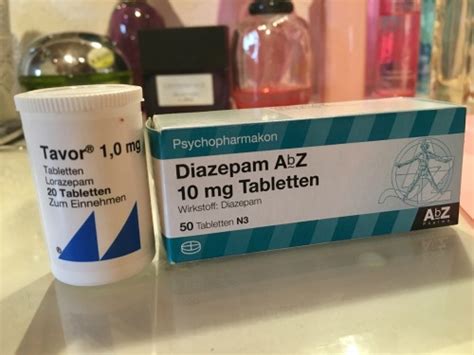 Tavor® 1,0 mg
Tabletten
Lorazepam
20 Tabletten
Zum Einnehmen
®
Psychopharmakon
Diazepam AbZ
10 mg Tabletten
Wirkstoff: Diazepam
50 Tabletten N3
AbZ
PHARMA